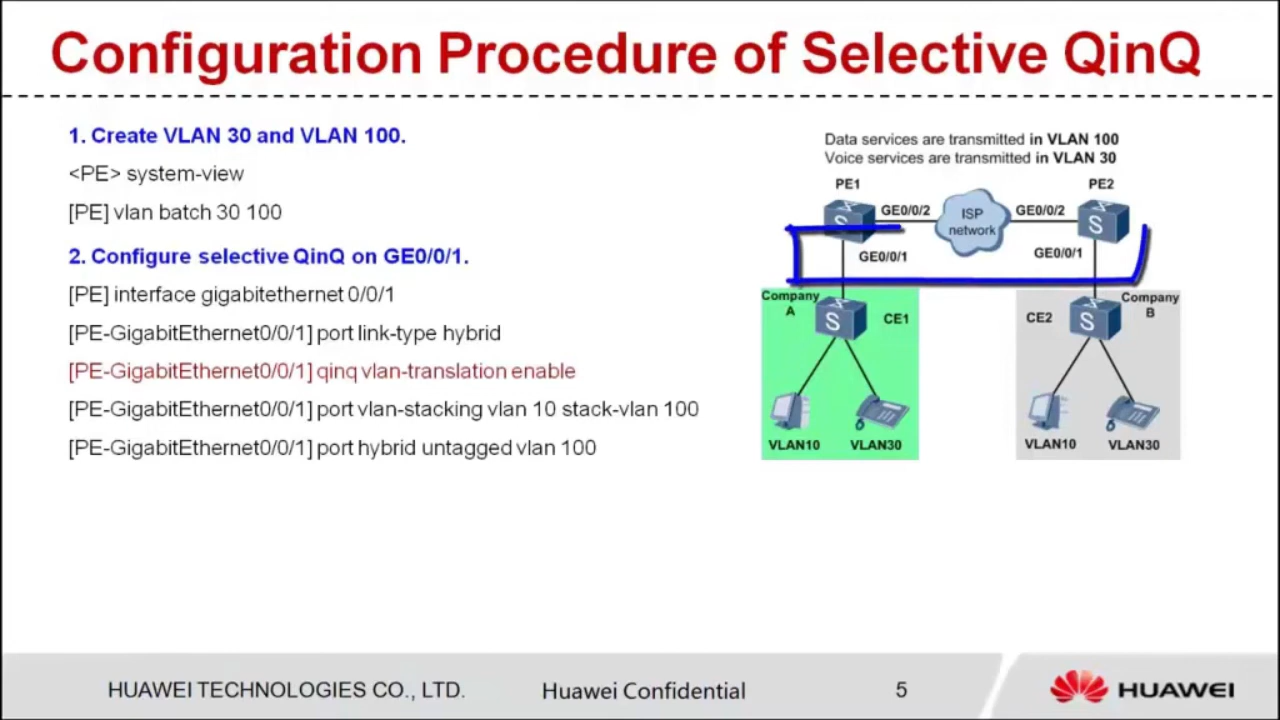 Configuration Procedure of Selective QinQ
1. Create VLAN 30 and VLAN 100.
<PE> system-view
[PE] vlan batch 30 100
2. Configure selective QinQ on GE0/0/1.
[PE] interface gigabitethernet 0/0/1
[PE-GigabitEthernet0/0/1] port link-type hybrid
[PE-GigabitEthernet0/0/1] qinq vlan-translation enable
[PE-GigabitEthernet0/0/1] port vlan-stacking vlan 10 stack-vlan 100
[PE-GigabitEthernet0/0/1] port hybrid untagged vlan 100
Data services are transmitted in VLAN 100
Voice services are transmitted in VLAN 30
PE1
PE2
GE0/0/2
ISP
network
GE0/0/2
S
S
GE0/0/1
GE0/0/1
Company
A
S
CE1
CE2
S
Company
B
VLAN10
VLAN30
VLAN10
VLAN30
HUAWEI TECHNOLOGIES CO., LTD.
Huawei Confidential
5
HUAWEI